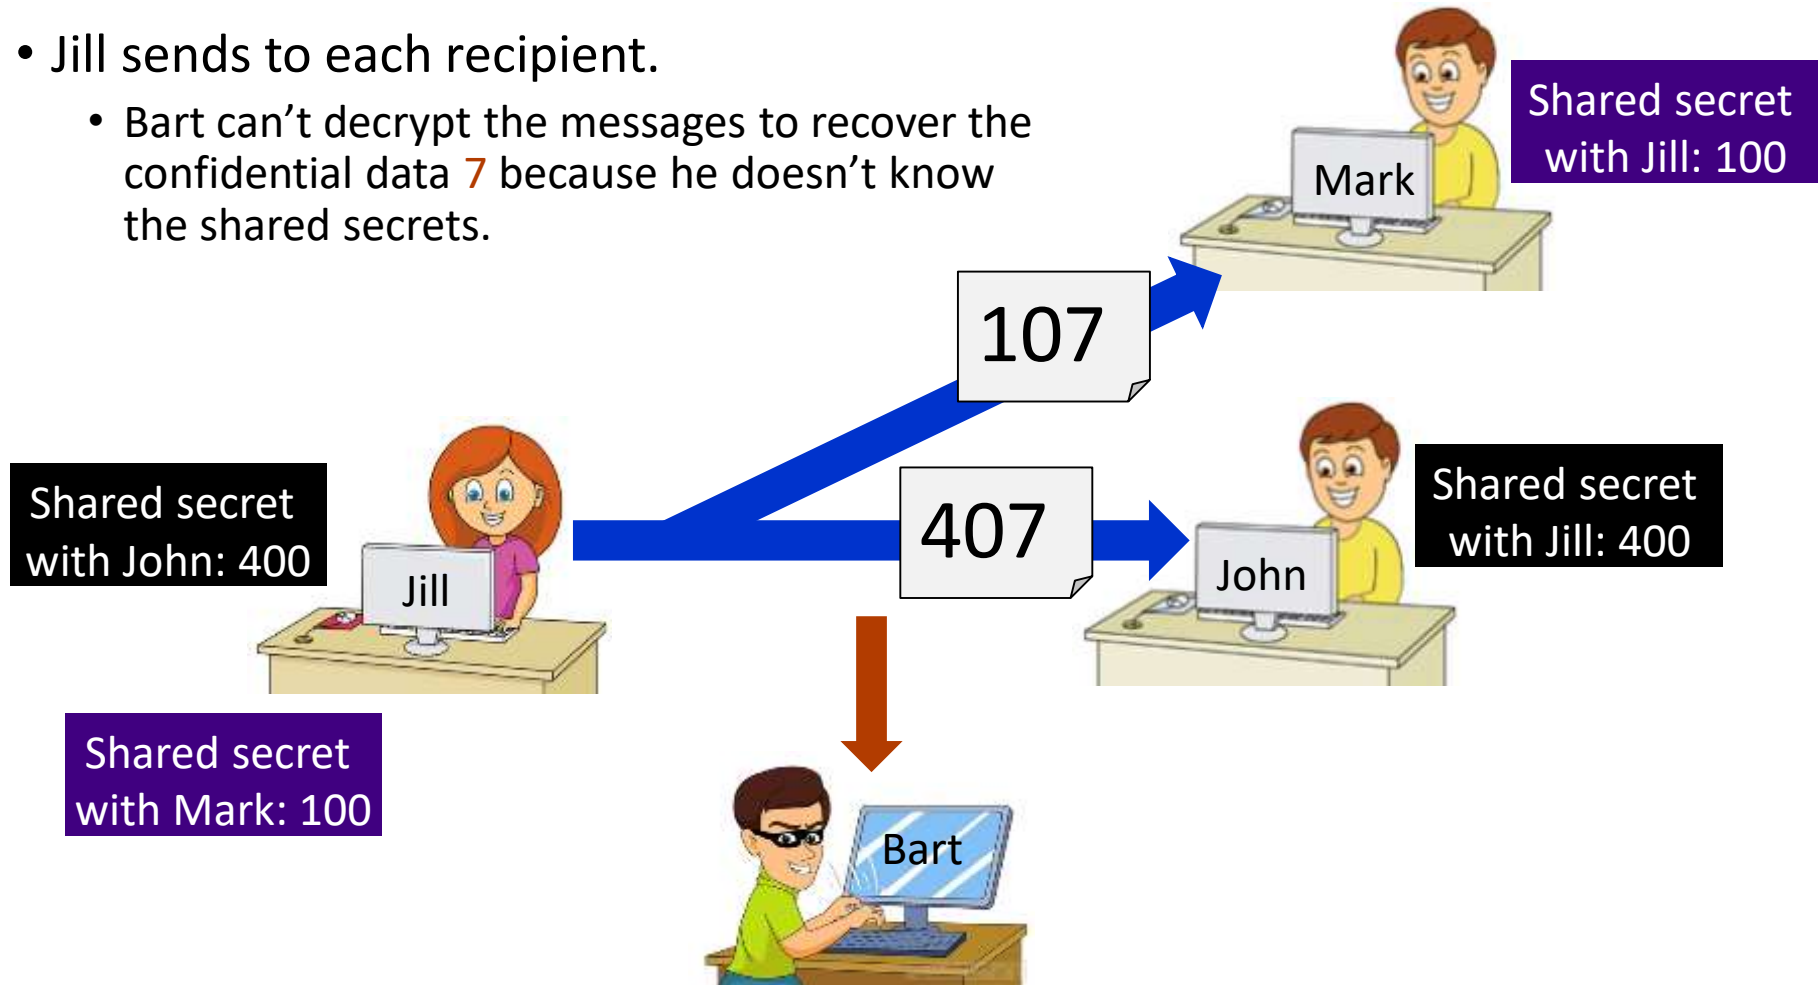 • Jill sends to each recipient.
• Bart can’t decrypt the messages to recover the
confidential data 7 because he doesn’t know
the shared secrets.
Mark
Shared secret
with Jill: 100
107
Shared secret
with John: 400
Jill
407
John
Shared secret
with Jill: 400
Shared secret
with Mark: 100
Bart